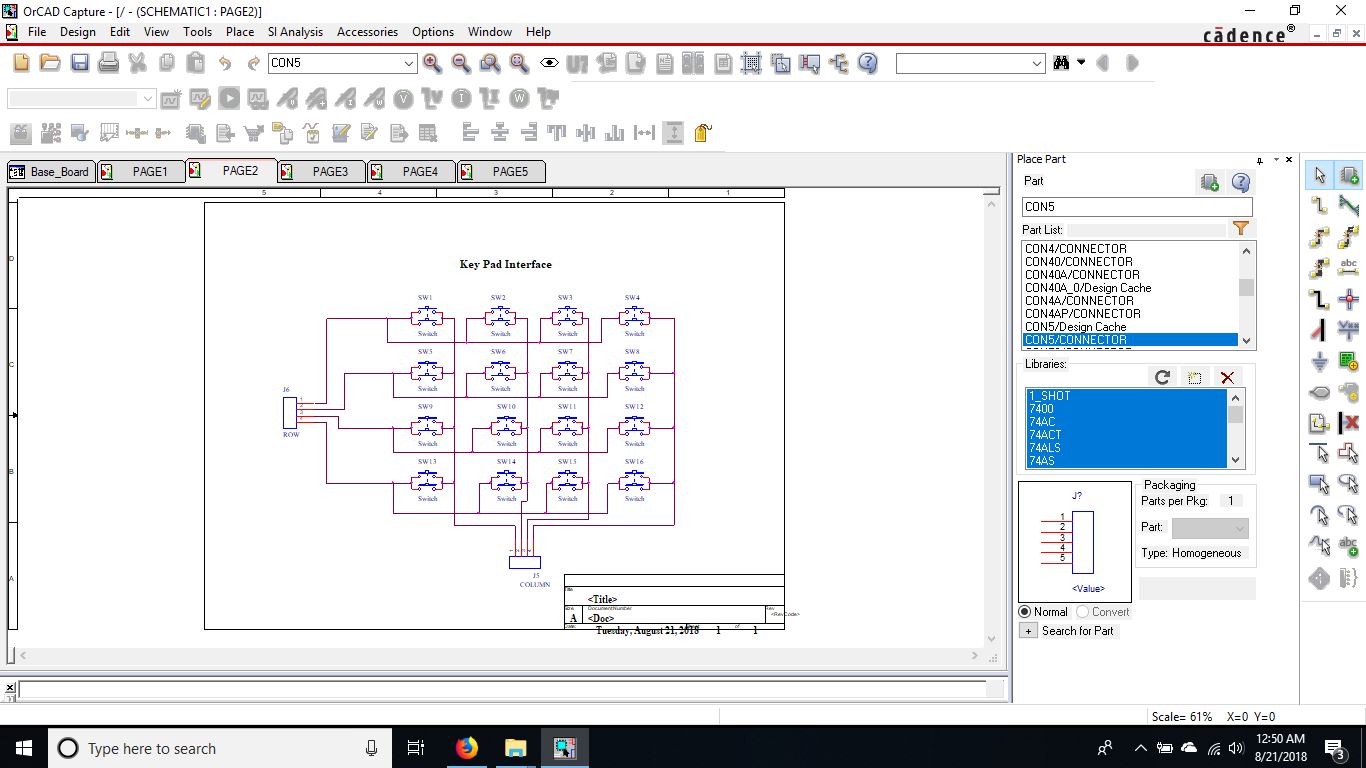 OrCAD Capture - [/ - (SCHEMATIC1 : PAGE2)]
File Design Edit View Tools Place SI Analysis Accessories Options Window Help
cādence®
CON5
Base_Board PAGE1 PAGE2 PAGE3 PAGE4 PAGE5
5 4 3 2 1
D
C
B
A
Key Pad Interface
SW1 SW2 SW3 SW4
Switch Switch Switch Switch
SW5 SW6 SW7 SW8
Switch Switch Switch Switch
J6
1
2
3
4
ROW
SW9 SW10 SW11 SW12
Switch Switch Switch Switch
SW13 SW14 SW15 SW16
Switch Switch Switch Switch
J5
COLUMN
Title
<Title>
Size Document Number Rev
A <Doc> <RevCode>
Date: Tuesday, August 21, 2018 1 of 1
Place Part
Part
CON5
Part List:
CON4/CONNECTOR
CON40/CONNECTOR
CON40A/CONNECTOR
CON40A_0/Design Cache
CON4A/CONNECTOR
CON4AP/CONNECTOR
CON5/Design Cache
CON5/CONNECTOR
Libraries:
1_SHOT
7400
74AC
74ACT
74ALS
74AS
J?
1
2
3
4
5
<Value>
Packaging
Parts per Pkg: 1
Part:
Type: Homogeneous
Normal Convert
+ Search for Part
abc
abc
Scale= 61% X=0 Y=0
Type here to search
12:50 AM
8/21/2018
3